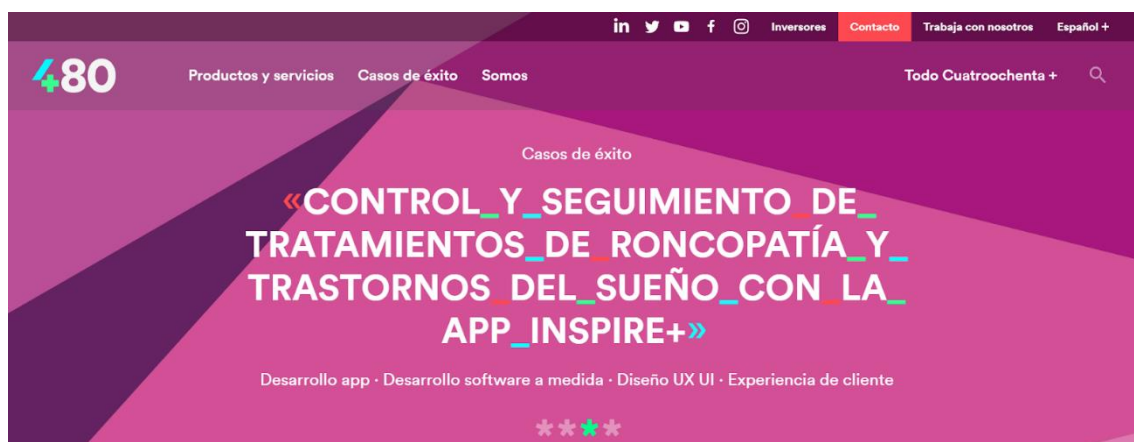 Inversores Contacto Trabaja con nosotros Español +
480 Productos y servicios Casos de éxito Somos Todo Cuatroochenta +
Casos de éxito
«CONTROL_Y_SEGUIMIENTO_DE_
TRATAMIENTOS_DE_RONCOPATÍA_Y_
TRASTORNOS_DEL_SUEÑO_CON_LA_
APP_INSPIRE+»
Desarrollo app · Desarrollo software a medida · Diseño UX UI · Experiencia de cliente
****